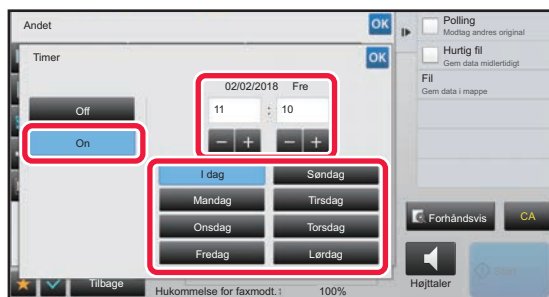 Andet
OK
Timer
OK
02/02/2018 Fre
11 : 10
Off
On
I dag
Søndag
Mandag
Tirsdag
Onsdag
Torsdag
Fredag
Lørdag
Tilbage
Hukommelse for faxmodt.: 100%
Polling
Modtag andres original
Hurtig fil
Gem data midlertidigt
Fil
Gem data i mappe
Forhåndsvis
CA
Højttaler
Start